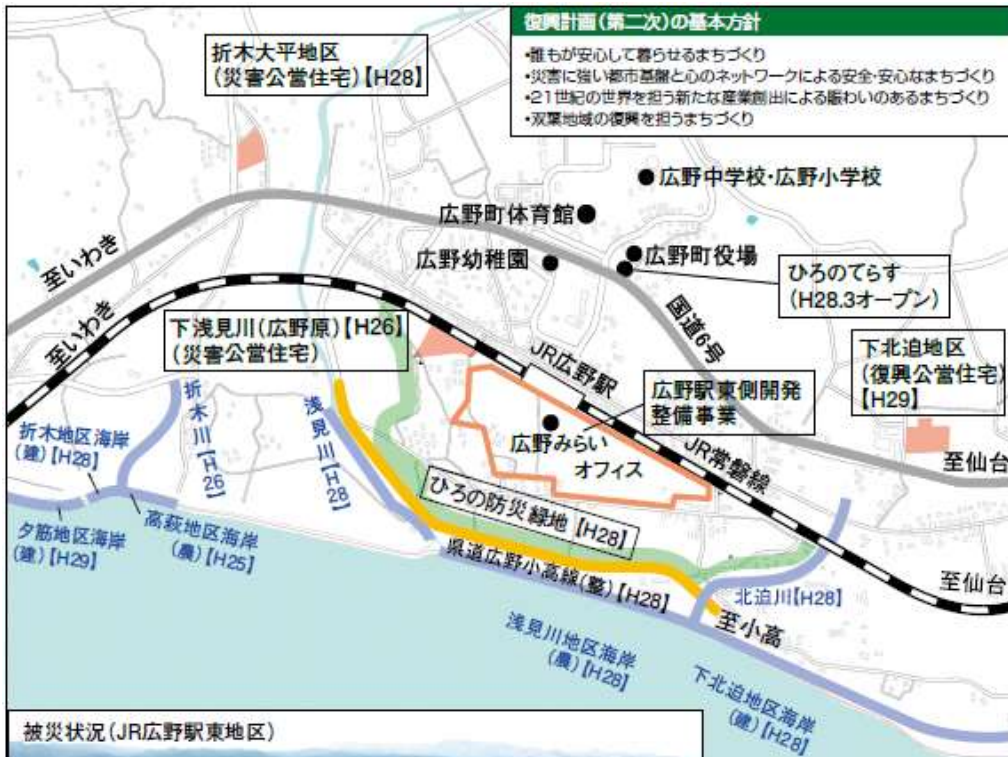 復興計画(第二次)の基本方針
•誰もが安心して暮らせるまちづくり
•災害に強い都市基盤と心のネットワークによる安全・安心なまちづくり
•21世紀の世界を担う新たな産業創出による賑わいのあるまちづくり
•双葉地域の復興を担うまちづくり
折木大平地区
(災害公営住宅)【H28】
広野中学校・広野小学校
広野町体育館
広野幼稚園
広野町役場
ひろのてらす
(H28.3オープン)
至いわき
至いわき
国道6号
下浅見川(広野原)【H26】
(災害公営住宅)
JR広野駅
下北迫地区
(復興公営住宅)
【H29】
広野駅東側開発
整備事業
広野みらい
オフィス
JR常磐線
至仙台
至仙台
折木川【H26】
浅見川【H28】
折木地区海岸
(建)【H28】
夕筋地区海岸
(建)【H29】
高萩地区海岸
(農)【H25】
ひろの防災緑地【H28】
県道広野小高線(整)【H28】
北迫川【H28】
至小高
浅見川地区海岸
(農)【H28】
下北迫地区海岸
(建)【H28】
被災状況(JR広野駅東地区)